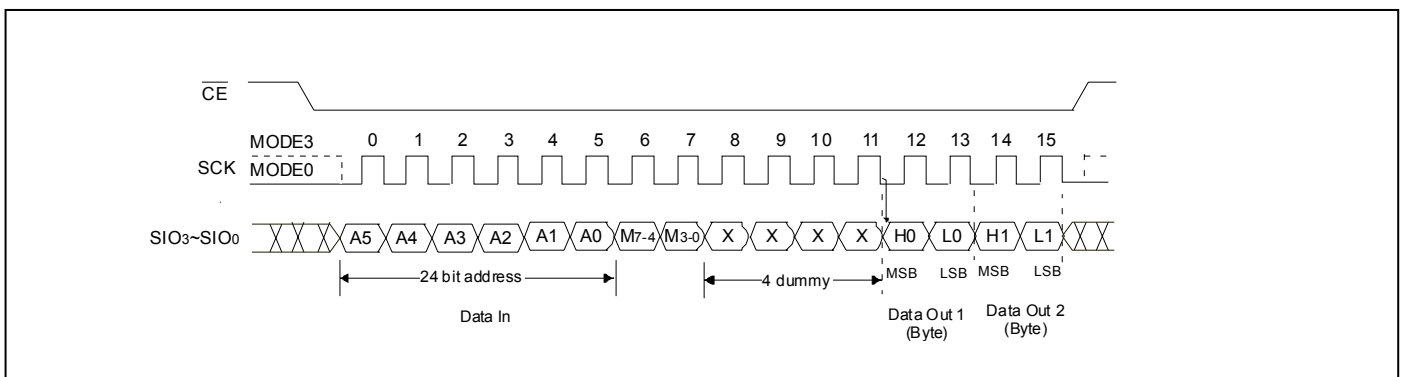 CE
MODE3 0 1 2 3 4 5 6 7 8 9 10 11 12 13 14 15
SCK MODE0
SIO3~SIO0 A5 A4 A3 A2 A1 A0 M7-4 M3-0 X X X X H0 L0 H1 L1
24 bit address 4 dummy MSB LSB MSB LSB
Data In Data Out 1 Data Out 2
(Byte) (Byte)